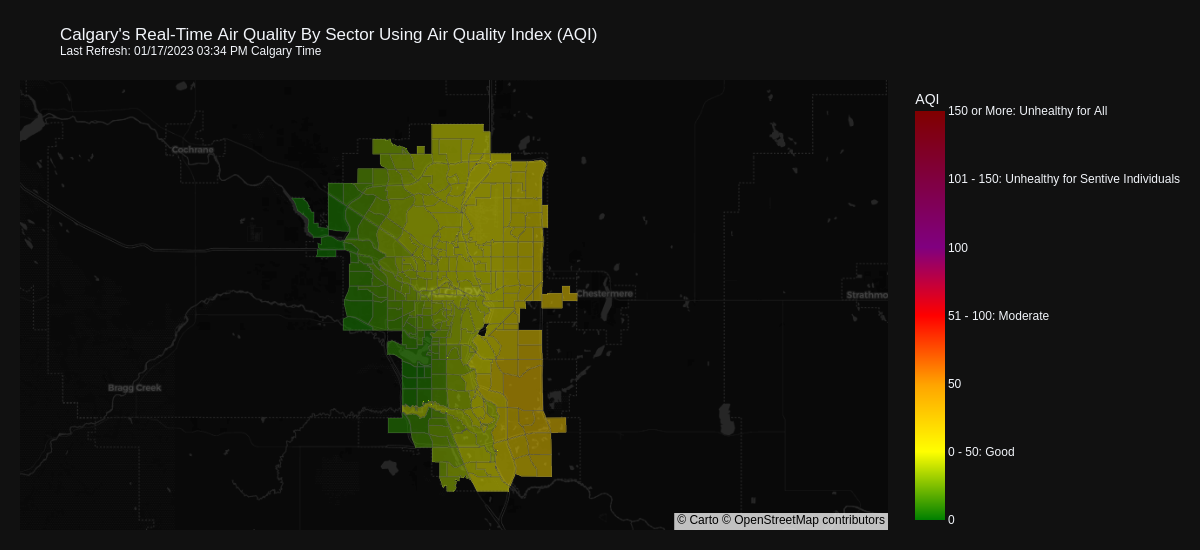 Calgary's Real-Time Air Quality By Sector Using Air Quality Index (AQI)
Last Refresh: 01/17/2023 03:34 PM Calgary Time
AQI
150 or More: Unhealthy for All
Cochrane
101 - 150: Unhealthy for Sentive Individuals
100
CALGARY
Chestermere
Strathmo
51 - 100: Moderate
50
Bragg Creek
0 - 50: Good
0
© Carto © OpenStreetMap contributors